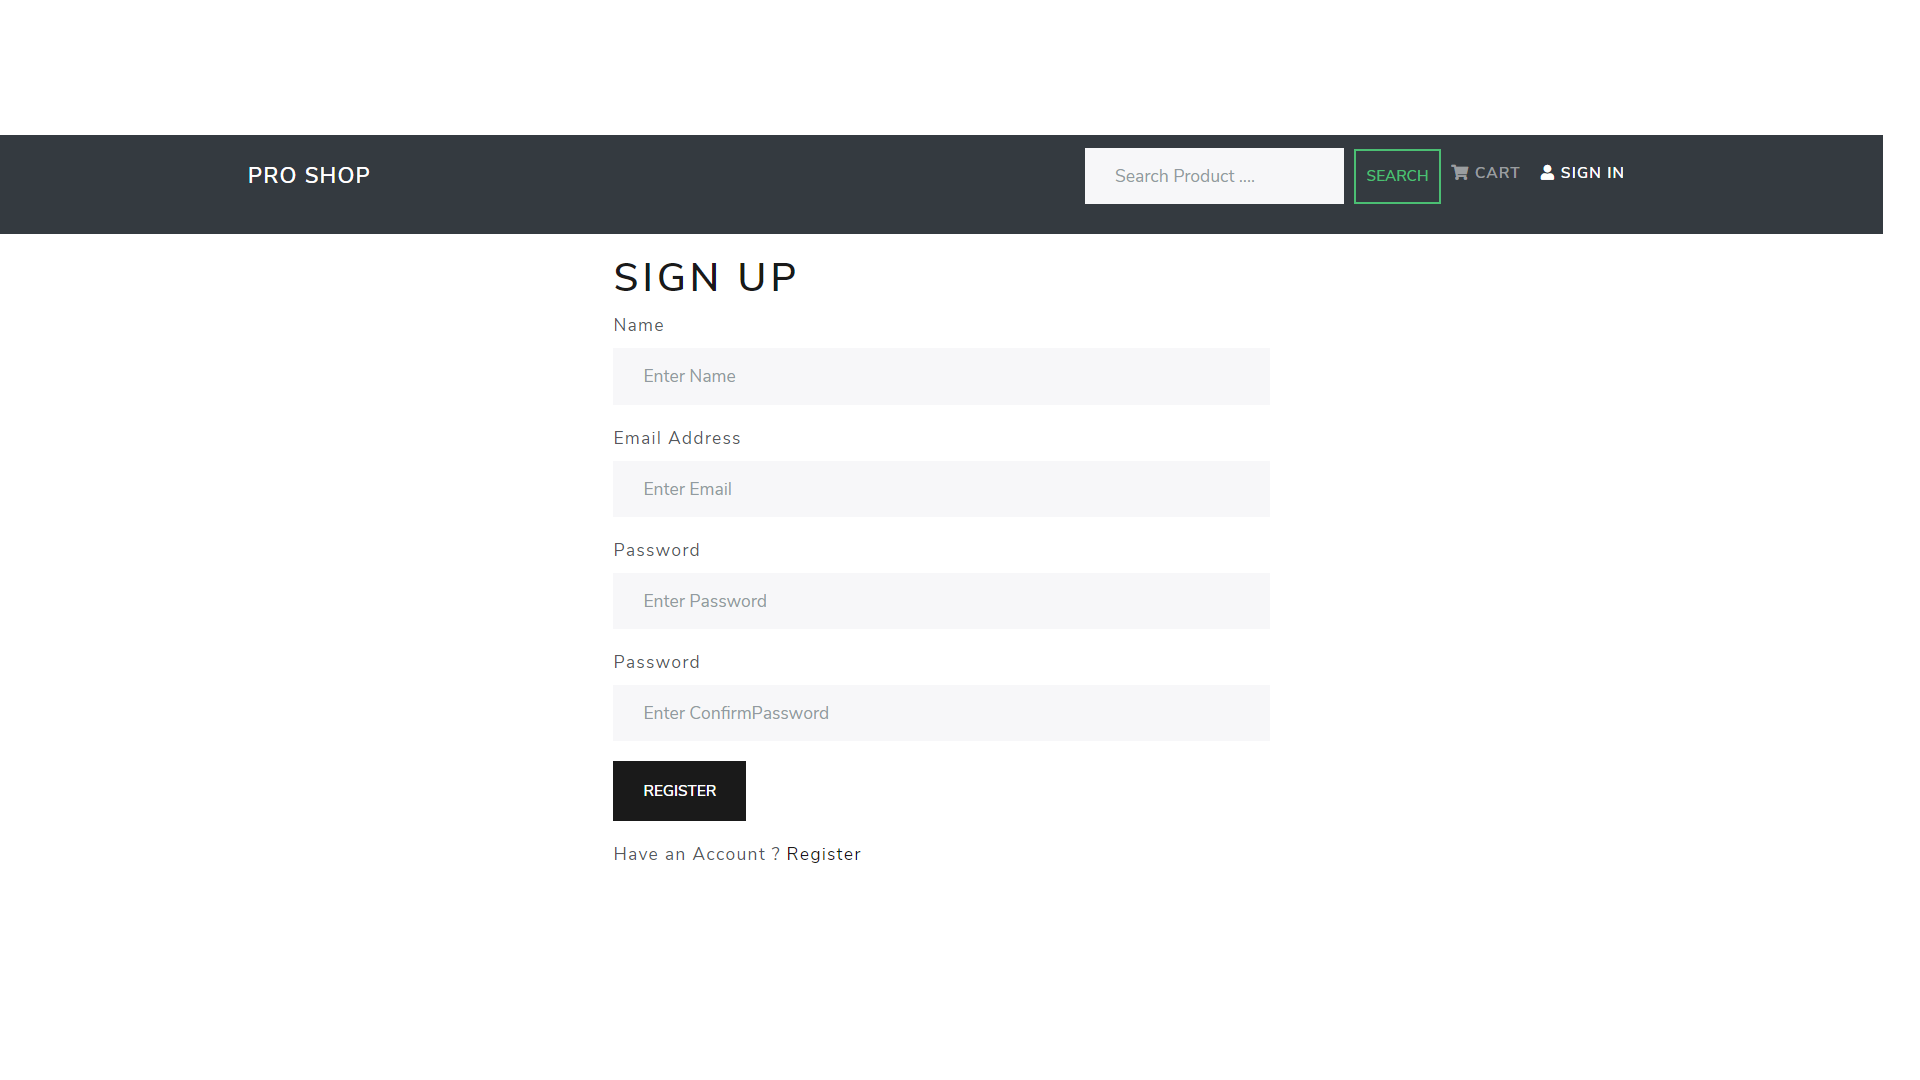 PRO SHOP
Search Product ....
SEARCH
CART
SIGN IN
SIGN UP
Name
Enter Name
Email Address
Enter Email
Password
Enter Password
Password
Enter ConfirmPassword
REGISTER
Have an Account ? Register